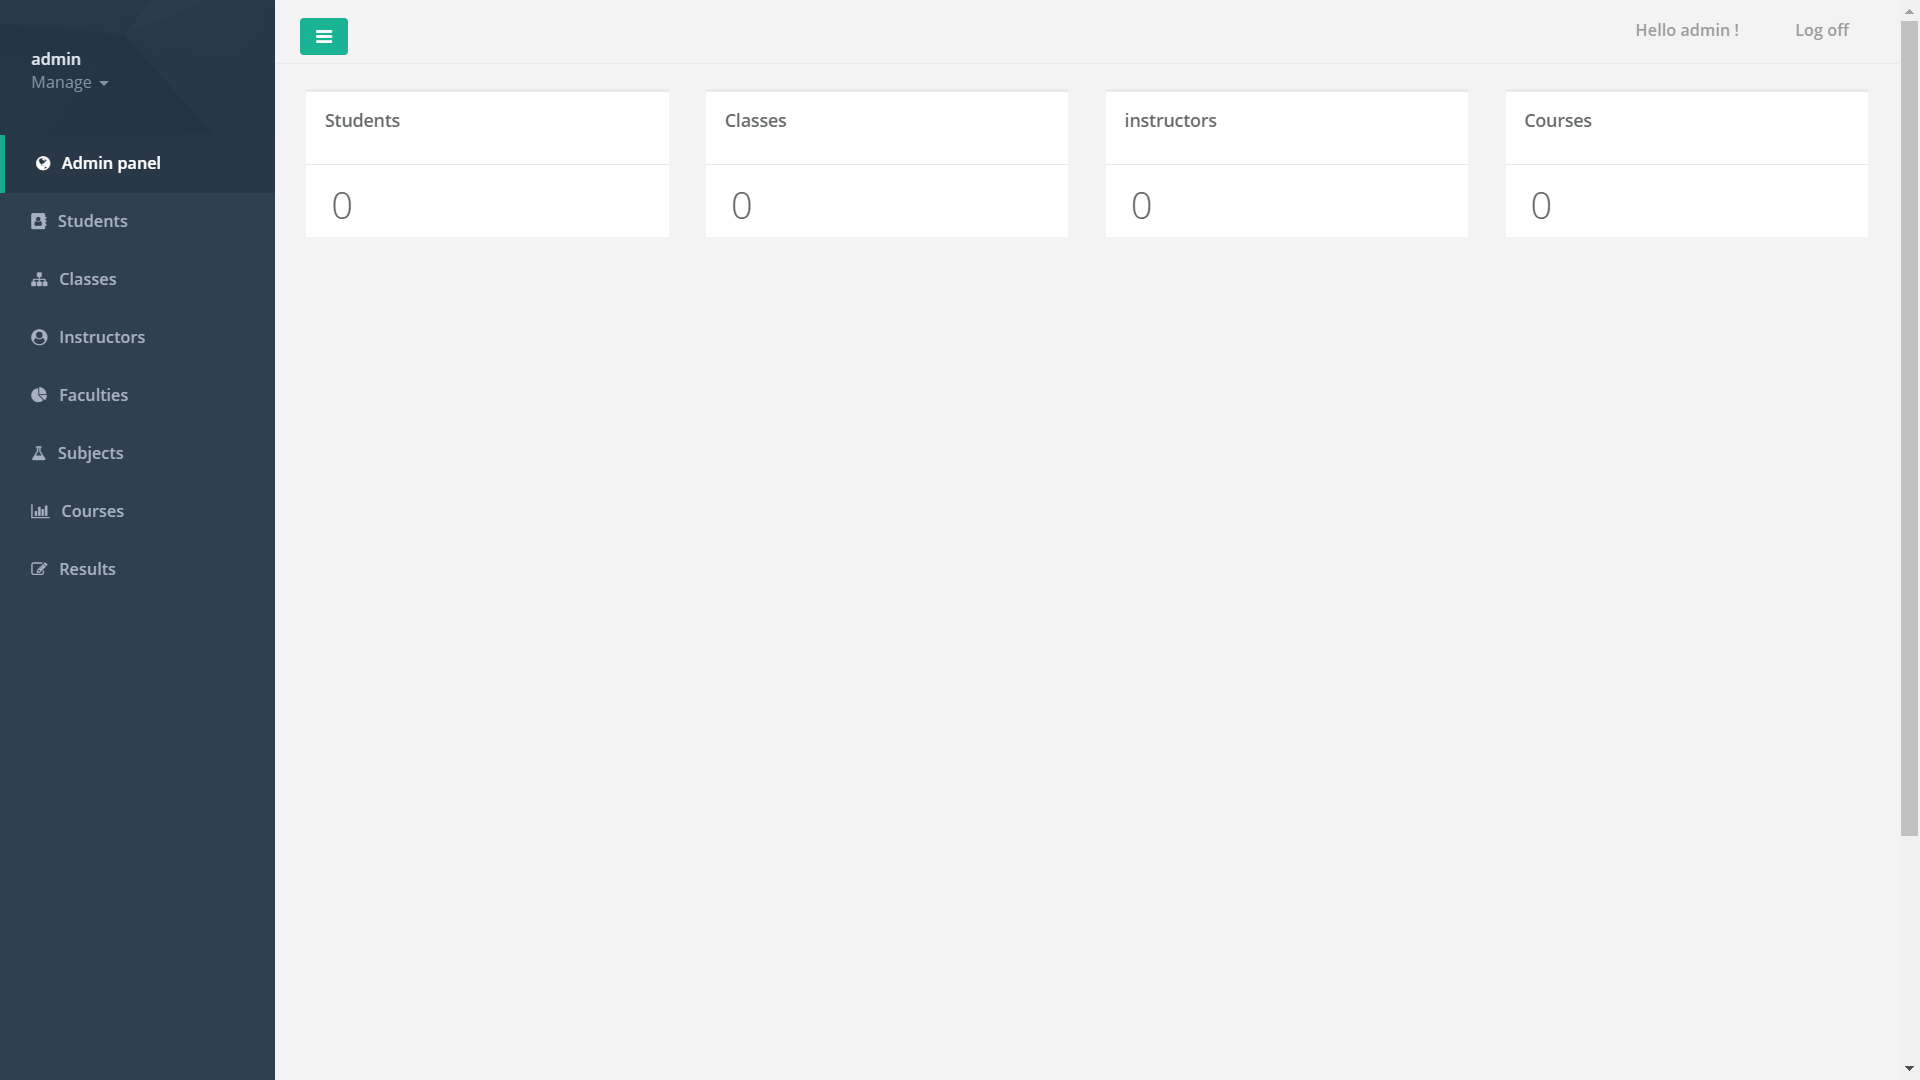 admin
Manage
Admin panel
Students
Classes
Instructors
Faculties
Subjects
Courses
Results
Hello admin !
Log off
Students
0
Classes
0
instructors
0
Courses
0